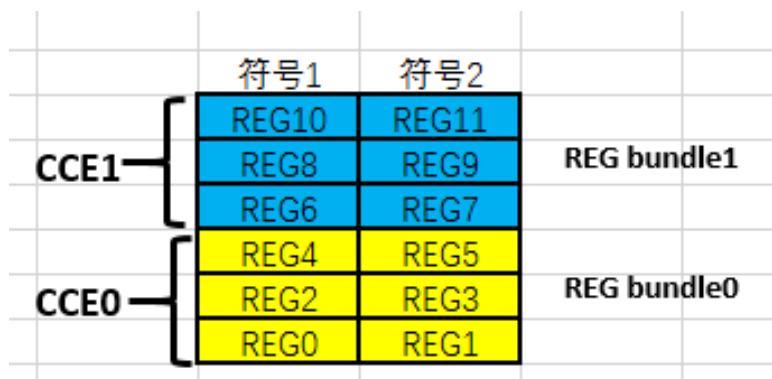 符号1 符号2
REG10 REG11
CCE1 REG8 REG9 REG bundle1
REG6 REG7
REG4 REG5
CCE0 REG2 REG3 REG bundle0
REG0 REG1